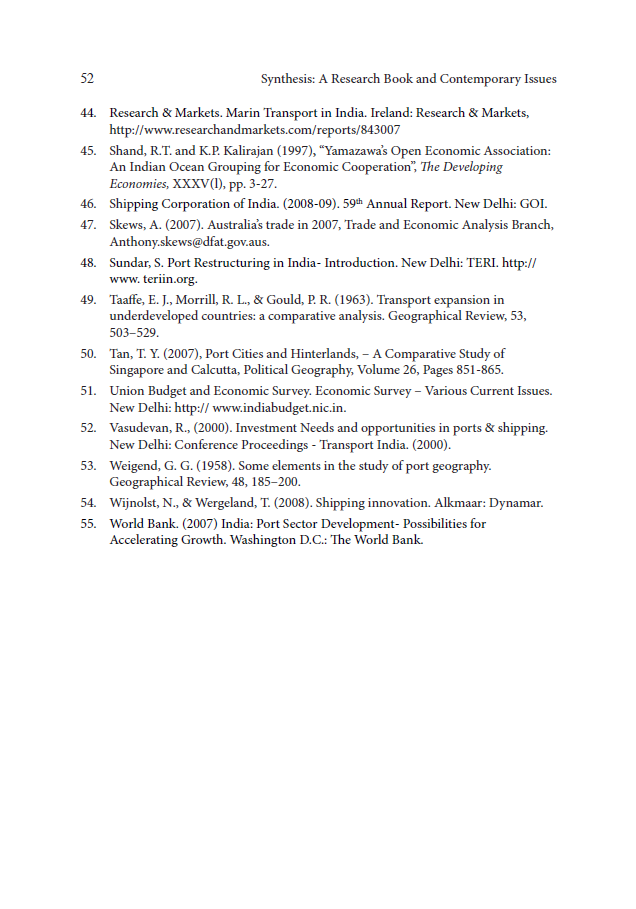 52 Synthesis: A Research Book and Contemporary Issues
44. Research & Markets. Marin Transport in India. Ireland: Research & Markets,
http://www.researchandmarkets.com/reports/843007
45. Shand, R.T. and K.P. Kalirajan (1997), “Yamazawa’s Open Economic Association:
An Indian Ocean Grouping for Economic Cooperation”, The Developing
Economies, XXXV(l), pp. 3-27.
46. Shipping Corporation of India. (2008-09). 59th Annual Report. New Delhi: GOI.
47. Skews, A. (2007). Australia’s trade in 2007, Trade and Economic Analysis Branch,
Anthony.skews@dfat.gov.aus.
48. Sundar, S. Port Restructuring in India- Introduction. New Delhi: TERI. http://
www. teriin.org.
49. Taaffe, E. J., Morrill, R. L., & Gould, P. R. (1963). Transport expansion in
underdeveloped countries: a comparative analysis. Geographical Review, 53,
503–529.
50. Tan, T. Y. (2007), Port Cities and Hinterlands, – A Comparative Study of
Singapore and Calcutta, Political Geography, Volume 26, Pages 851-865.
51. Union Budget and Economic Survey. Economic Survey – Various Current Issues.
New Delhi: http:// www.indiabudget.nic.in.
52. Vasudevan, R., (2000). Investment Needs and opportunities in ports & shipping.
New Delhi: Conference Proceedings - Transport India. (2000).
53. Weigend, G. G. (1958). Some elements in the study of port geography.
Geographical Review, 48, 185–200.
54. Wijnolst, N., & Wergeland, T. (2008). Shipping innovation. Alkmaar: Dynamar.
55. World Bank. (2007) India: Port Sector Development- Possibilities for
Accelerating Growth. Washington D.C.: The World Bank.